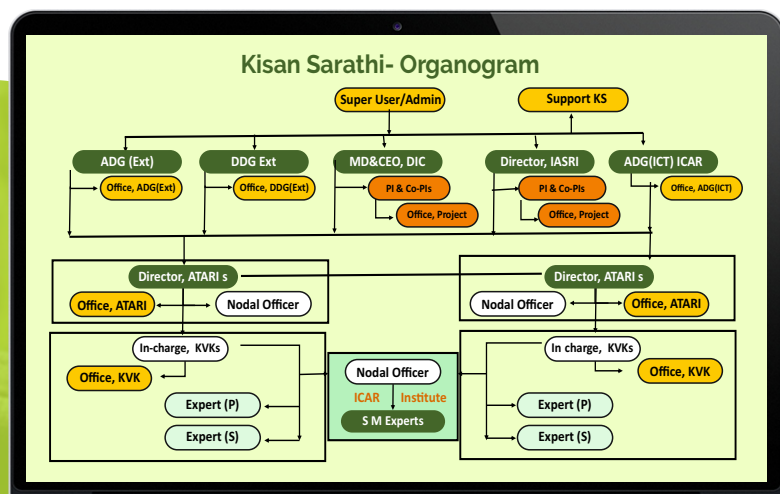 Kisan Sarathi- Organogram
Super User/Admin
Support KS
ADG (Ext)
DDG Ext
MD&CEO, DIC
Director, IASRI
ADG(ICT) ICAR
Office, ADG(Ext)
Office, DDG(Ext)
PI & Co-PIs
PI & Co-PIs
Office, ADG(ICT)
Office, Project
Office, Project
Director, ATARI s
Director, ATARI s
Office, ATARI
Nodal Officer
Nodal Officer
Office, ATARI
In-charge, KVKs
In charge, KVKs
Office, KVK
Nodal Officer
Office, KVK
ICAR Institute
Expert (P)
Expert (P)
S M Experts
Expert (S)
Expert (S)